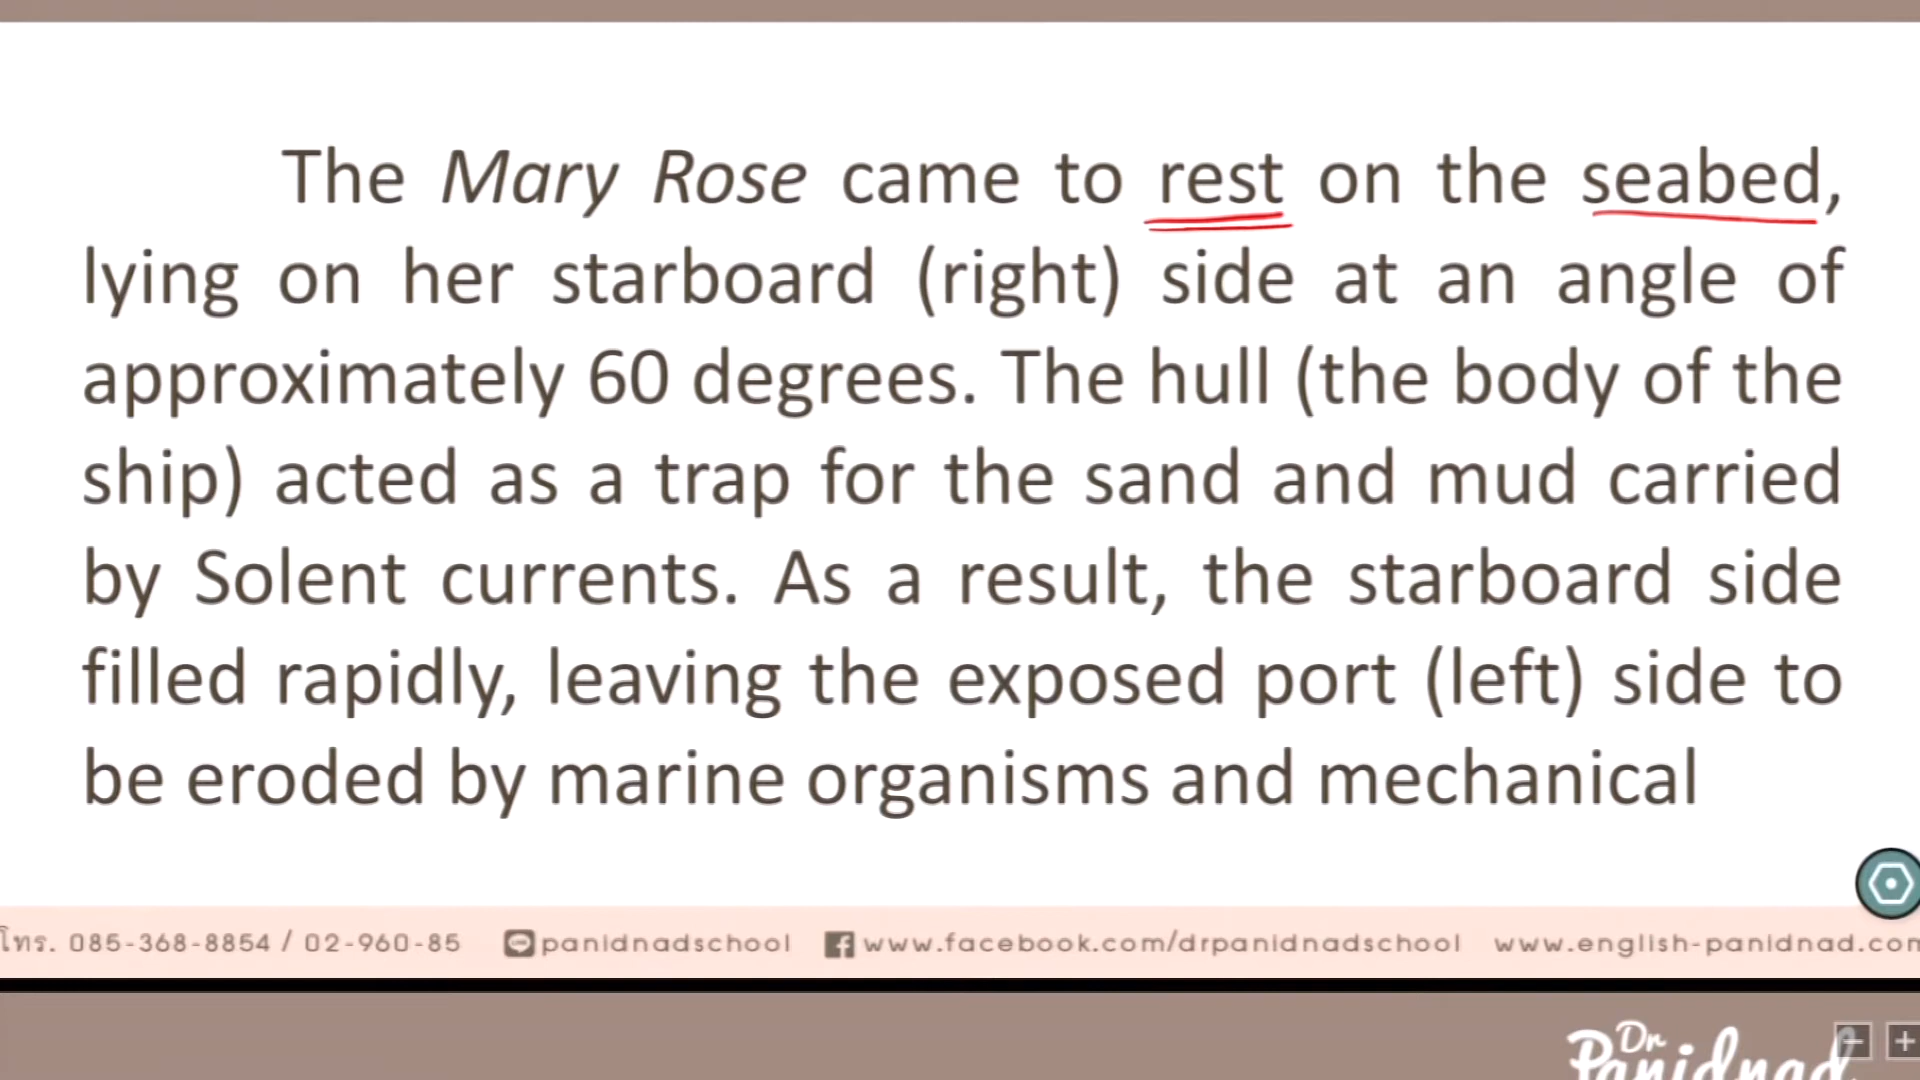 The Mary Rose came to rest on the seabed,
lying on her starboard (right) side at an angle of
approximately 60 degrees. The hull (the body of the
ship) acted as a trap for the sand and mud carried
by Solent currents. As a result, the starboard side
filled rapidly, leaving the exposed port (left) side to
be eroded by marine organisms and mechanical
โทร. 085-368-8854 / 02-960-85 panidnadschool www.facebook.com/drpanidnadschool www.english-panidnad.com
Dr
Panidnad